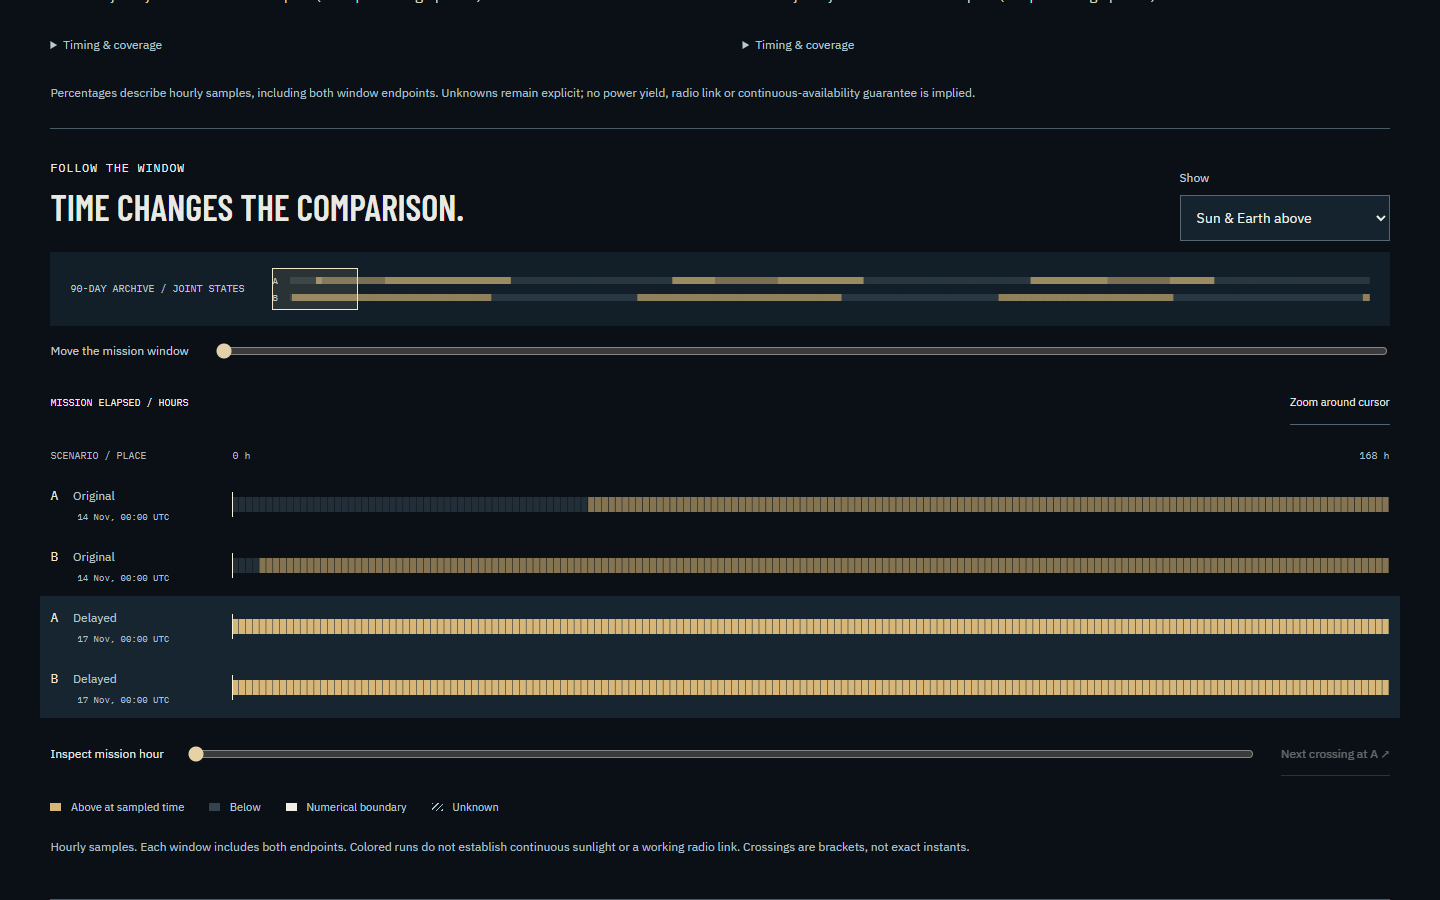 ▶ Timing & coverage
▶ Timing & coverage
Percentages describe hourly samples, including both window endpoints. Unknowns remain explicit; no power yield, radio link or continuous-availability guarantee is implied.
FOLLOW THE WINDOW
TIME CHANGES THE COMPARISON.
Show
Sun & Earth above
90-DAY ARCHIVE / JOINT STATES
A
B
Move the mission window
MISSION ELAPSED / HOURS
Zoom around cursor
SCENARIO / PLACE
0 h
168 h
A Original
14 Nov, 00:00 UTC
B Original
14 Nov, 00:00 UTC
A Delayed
17 Nov, 00:00 UTC
B Delayed
17 Nov, 00:00 UTC
Inspect mission hour
Next crossing at A ↗
Above at sampled time
Below
Numerical boundary
Unknown
Hourly samples. Each window includes both endpoints. Colored runs do not establish continuous sunlight or a working radio link. Crossings are brackets, not exact instants.